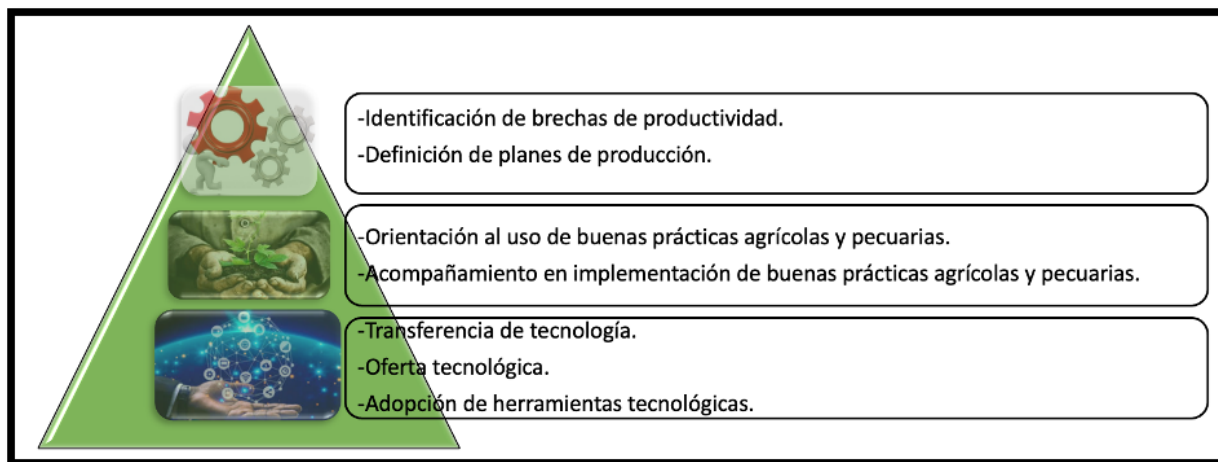 -Identificación de brechas de productividad.
-Definición de planes de producción.
-Orientación al uso de buenas prácticas agrícolas y pecuarias.
-Acompañamiento en implementación de buenas prácticas agrícolas y pecuarias.
-Transferencia de tecnología.
-Oferta tecnológica.
-Adopción de herramientas tecnológicas.